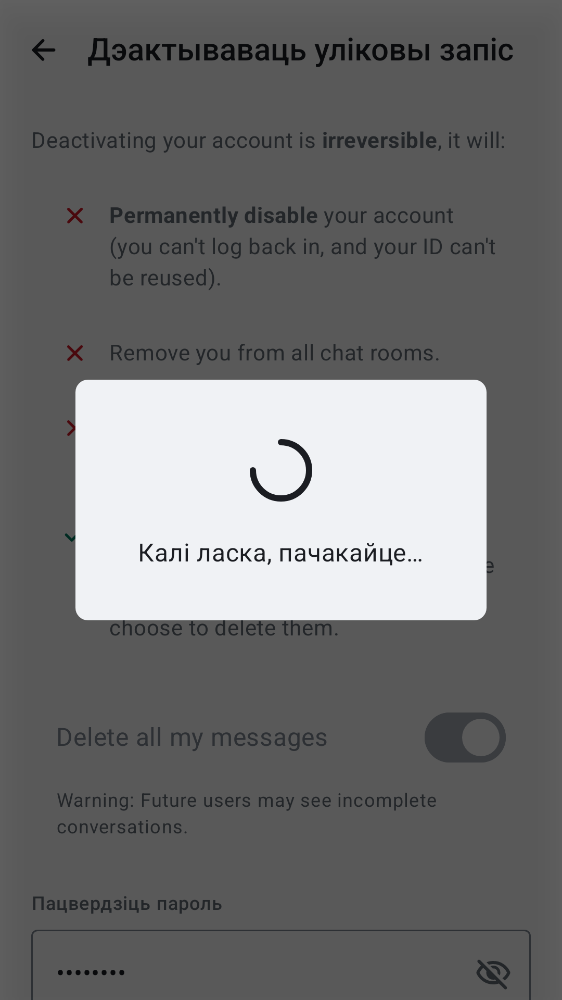 Дэактываваць уліковы запіс
Deactivating your account is irreversible, it will:
Permanently disable your account
(you can't log back in, and your ID can't
be reused).
Remove you from all chat rooms.
Калі ласка, пачакайце...
choose to delete them.
Delete all my messages
Warning: Future users may see incomplete
conversations.
Пацвердзіць пароль
••••••••